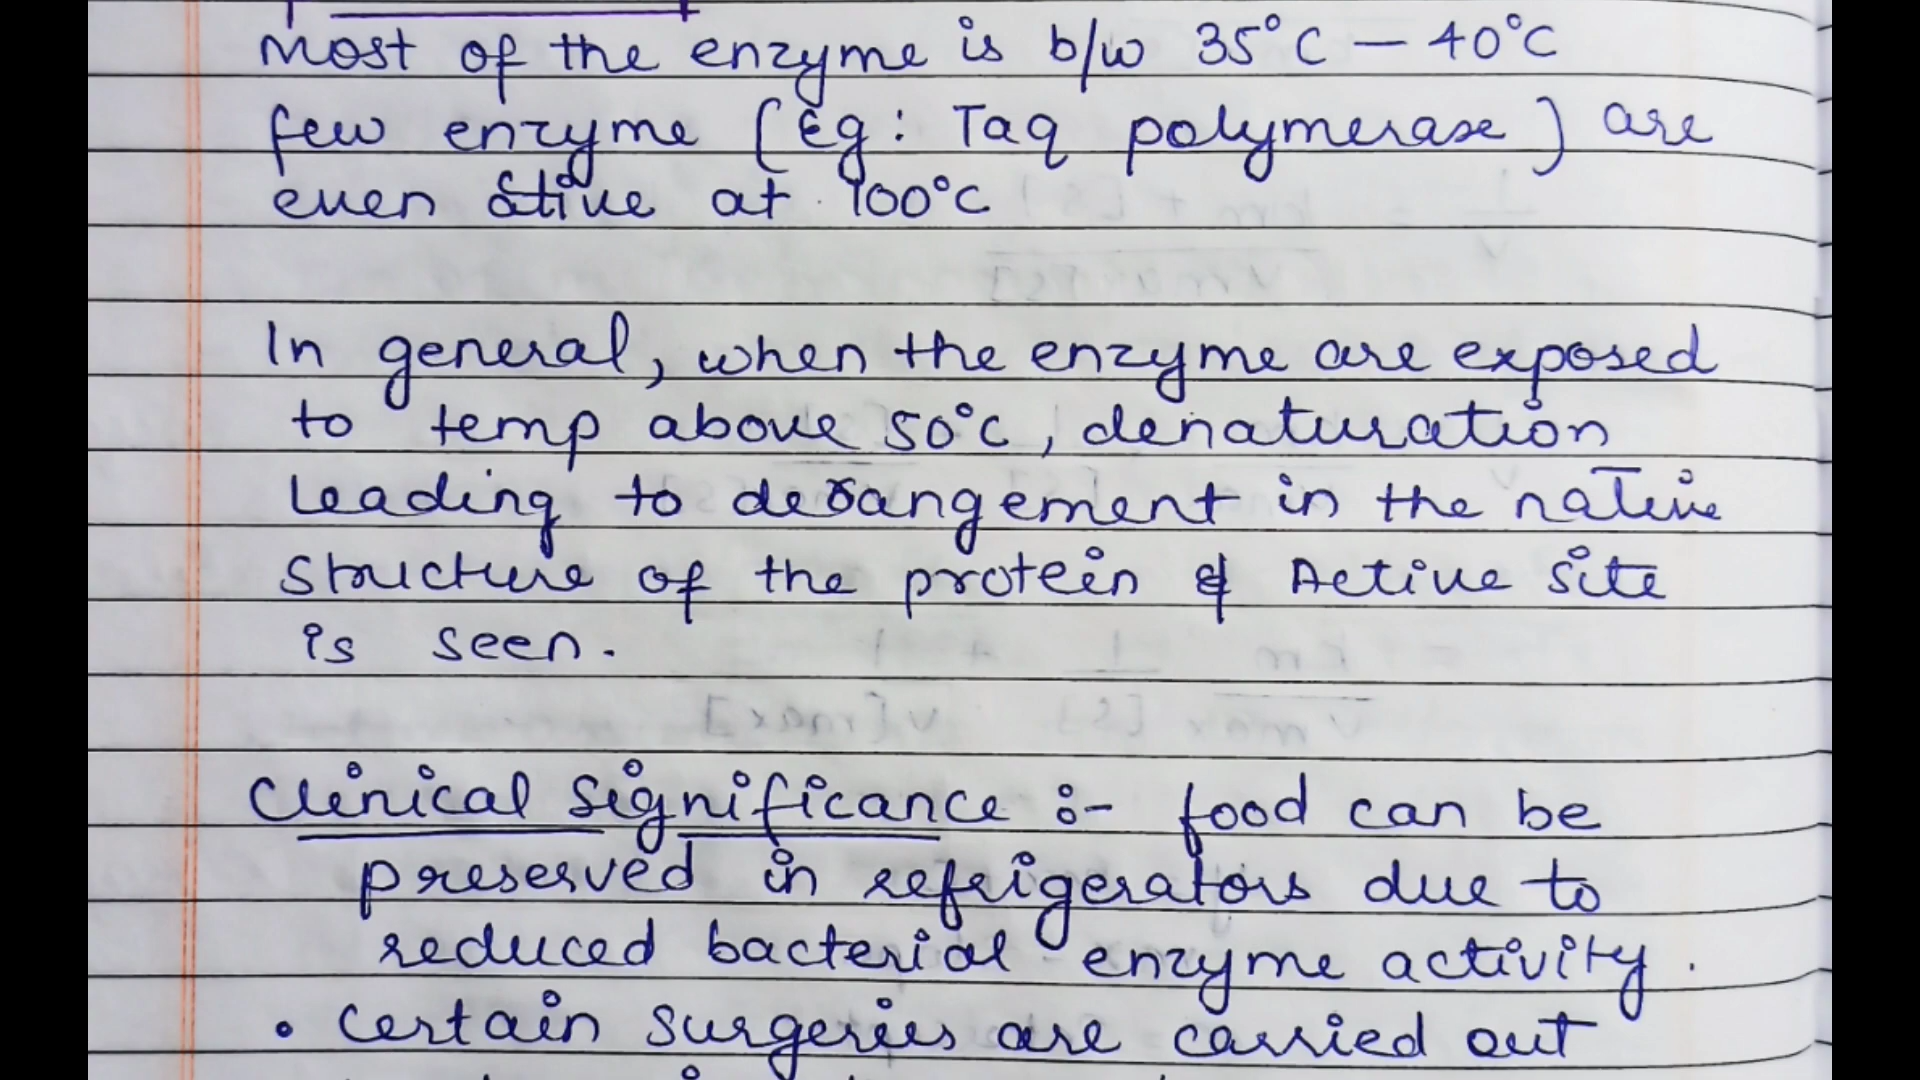 Most of the enzyme is b/w 35°C – 40°C
few enzyme (Eg: Taq polymerase) are
even active at 100°C
In general, when the enzyme are exposed
to temp above 50°C, denaturation
leading to derangement in the native
structure of the protein & Active site
is seen.
Clinical Significance :- food can be
preserved in refrigerators due to
reduced bacterial enzyme activity.
• Certain surgeries are carried out